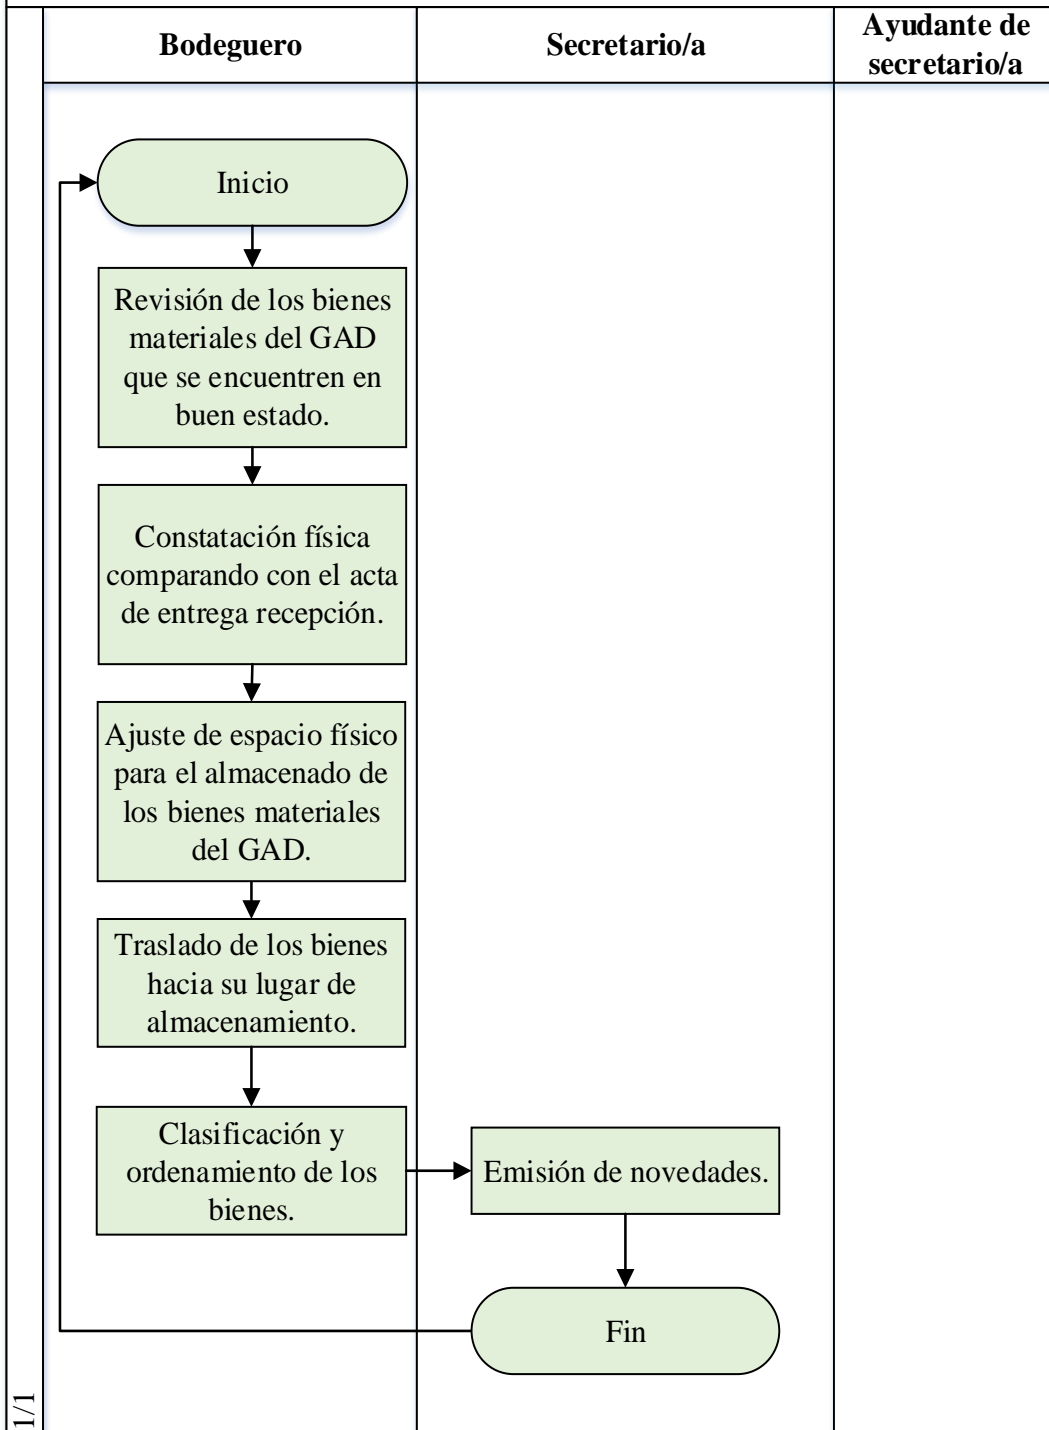 Bodeguero
Secretario/a
Ayudante de
secretario/a
Inicio
Revisión de los bienes
materiales del GAD
que se encuentren en
buen estado.
Constatación física
comparando con el acta
de entrega recepción.
Ajuste de espacio físico
para el almacenado de
los bienes materiales
del GAD.
Traslado de los bienes
hacia su lugar de
almacenamiento.
Clasificación y
ordenamiento de los
bienes.
Emisión de novedades.
Fin
1/1